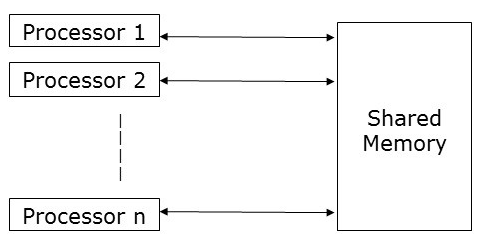 Processor 1
Processor 2
Shared
Memory
Processor n